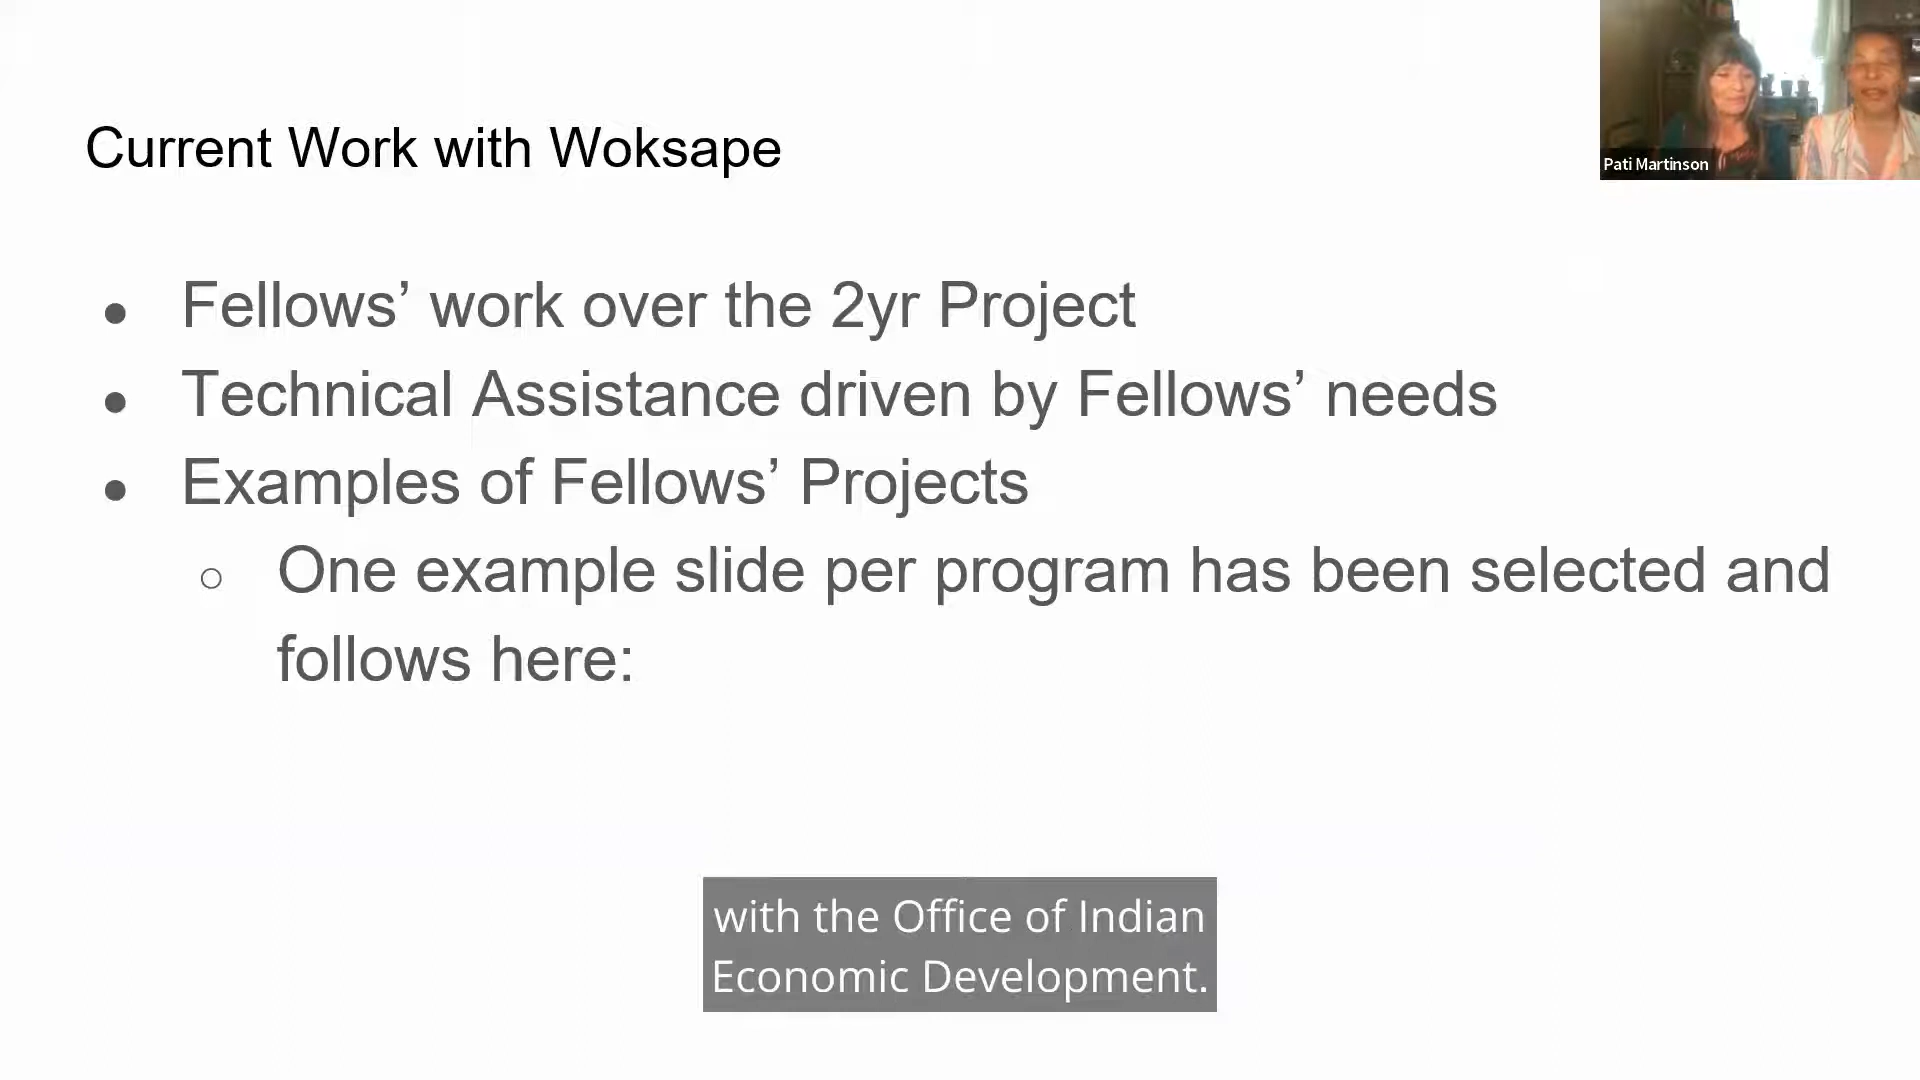 Current Work with Woksape
Pati Martinson
● Fellows’ work over the 2yr Project
● Technical Assistance driven by Fellows’ needs
● Examples of Fellows’ Projects
○ One example slide per program has been selected and
follows here:
with the Office of Indian
Economic Development.